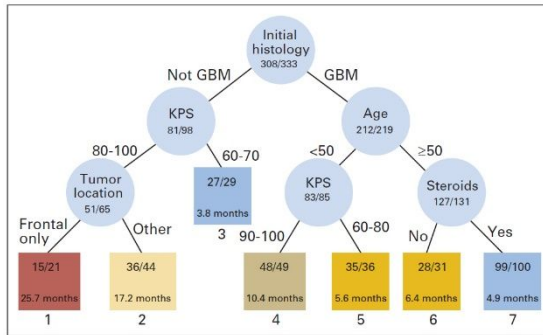 Initial
histology
308/333
Not GBM
GBM
KPS
81/98
Age
212/219
80-100
60-70
<50
≥50
Tumor
location
51/65
27/29
3.8 months
3
KPS
83/85
Steroids
127/131
Frontal
only
Other
90-100
60-80
No
Yes
15/21
25.7 months
1
36/44
17.2 months
2
48/49
10.4 months
4
35/36
5.6 months
5
28/31
6.4 months
6
99/100
4.9 months
7